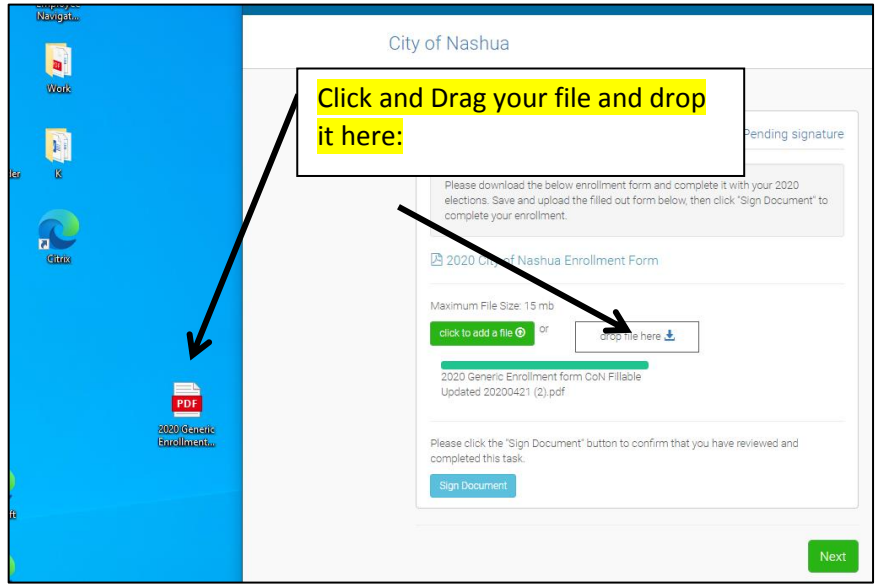 Navigat...
Work
K
Citrix
PDF
2020 Generic
Enrollment...
City of Nashua
Click and Drag your file and drop
it here:
Pending signature
Please download the below enrollment form and complete it with your 2020
elections. Save and upload the filled out form below, then click "Sign Document" to
complete your enrollment.
2020 City of Nashua Enrollment Form
Maximum File Size: 15 mb
click to add a file or drop file here
2020 Generic Enrollment form CoN Fillable
Updated 20200421 (2).pdf
Please click the "Sign Document" button to confirm that you have reviewed and
completed this task.
Sign Document
Next